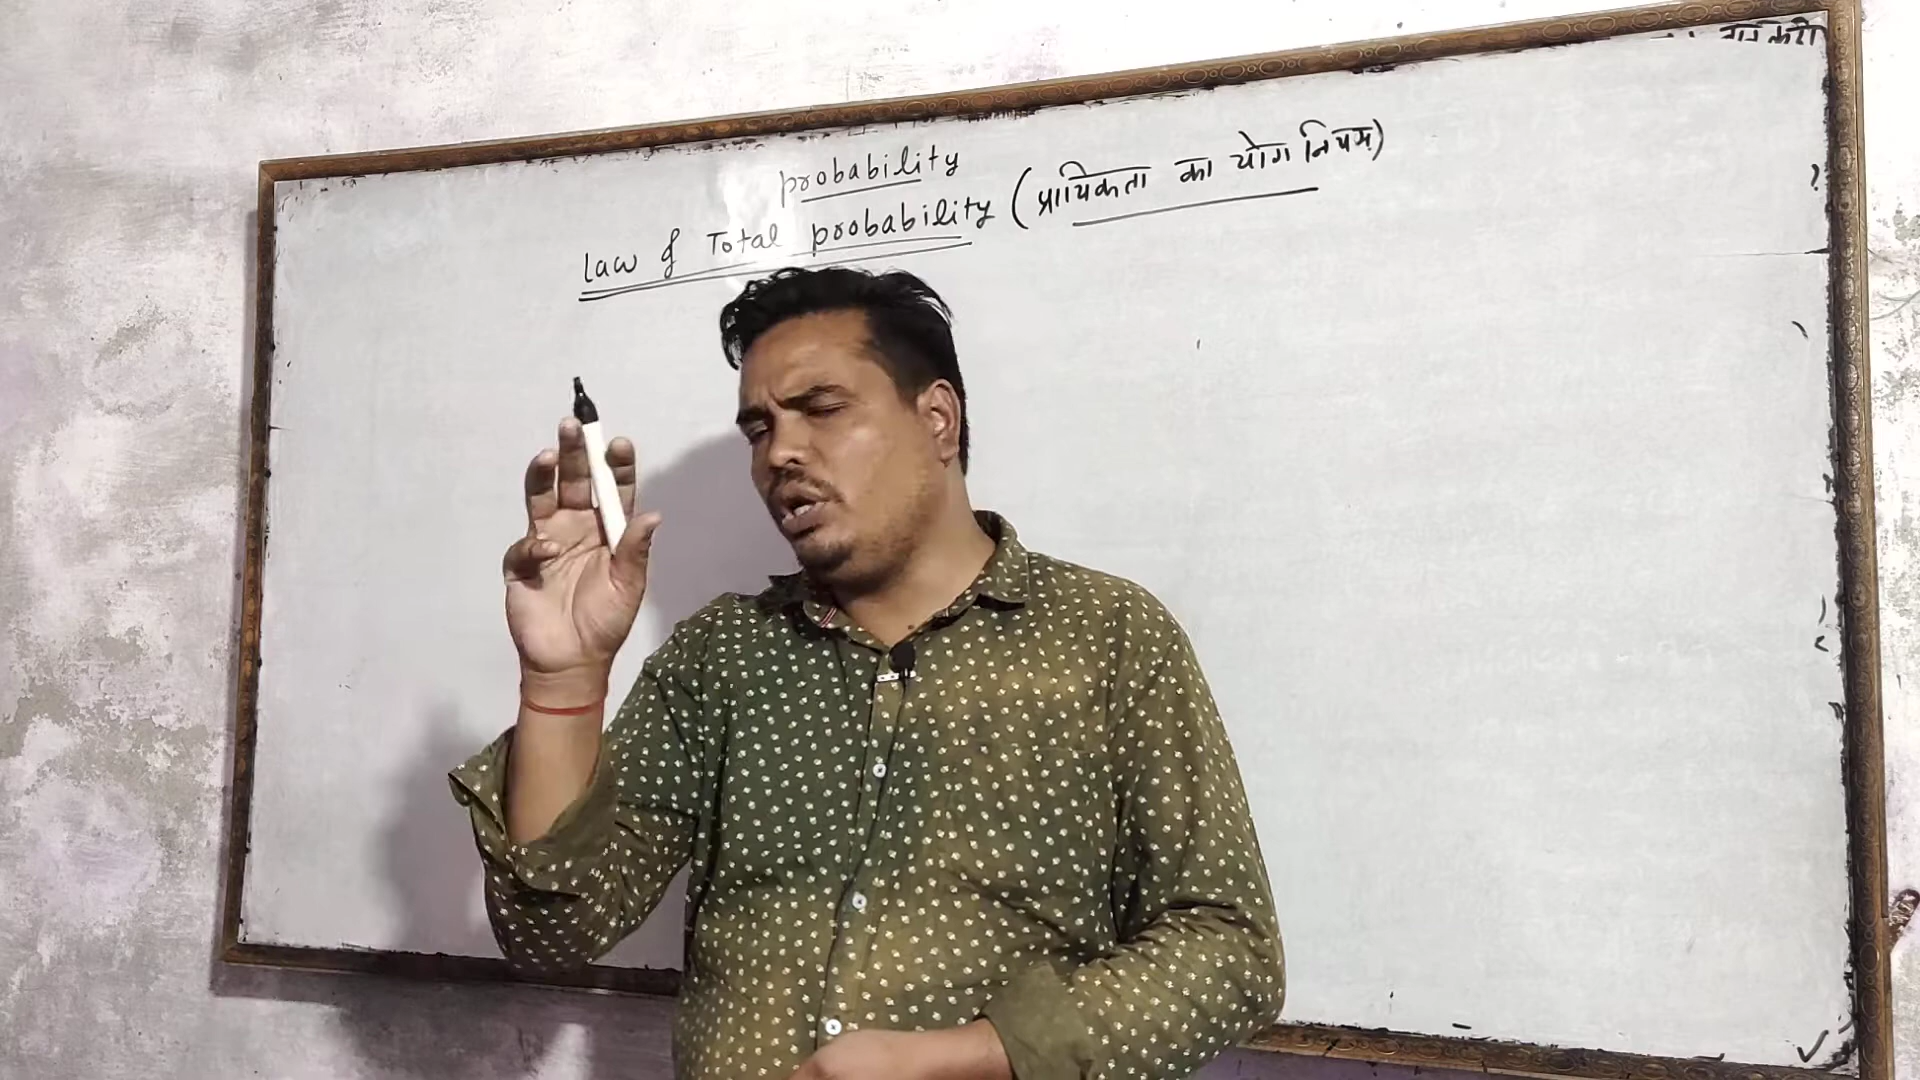 probability
Law of Total probability (प्रायिकता का योग नियम)
?